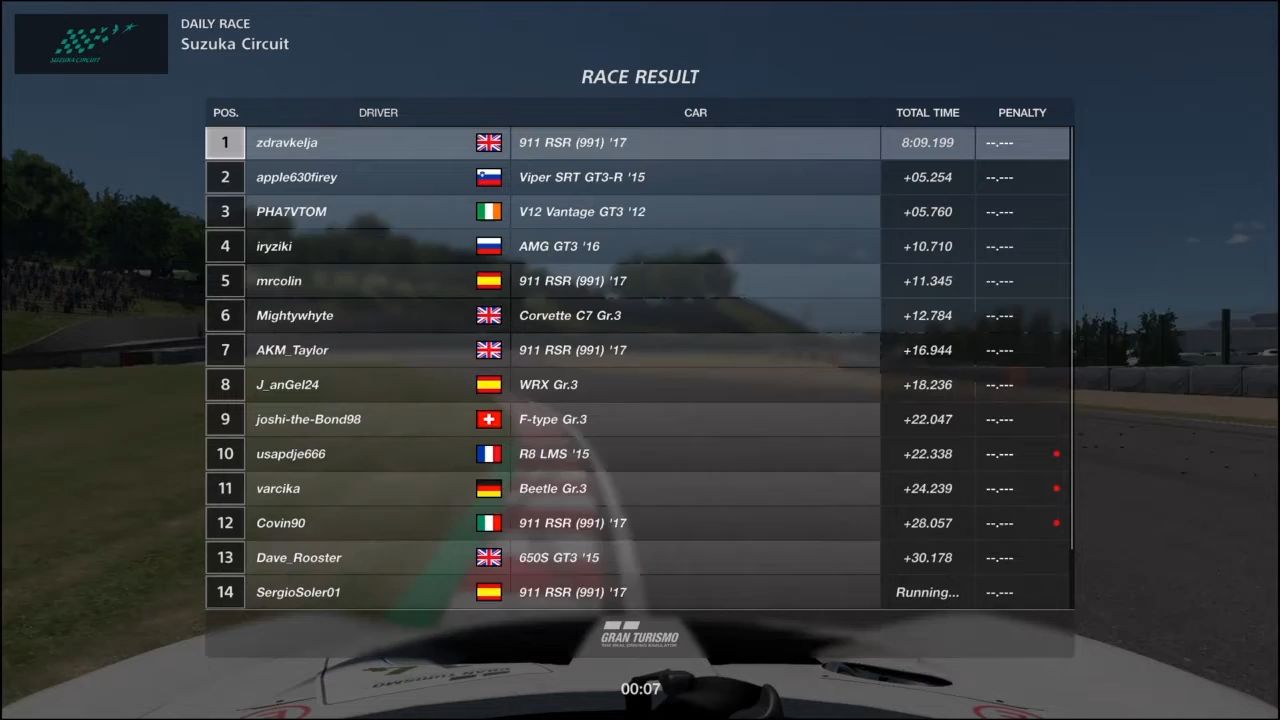 DAILY RACE
Suzuka Circuit
SUZUKA CIRCUIT
RACE RESULT
POS. DRIVER CAR TOTAL TIME PENALTY
1 zdravkelja 911 RSR (991) '17 8:09.199 --.---
2 apple630firey Viper SRT GT3-R '15 +05.254 --.---
3 PHA7VTOM V12 Vantage GT3 '12 +05.760 --.---
4 iryziki AMG GT3 '16 +10.710 --.---
5 mrcolin 911 RSR (991) '17 +11.345 --.---
6 Mightywhyte Corvette C7 Gr.3 +12.784 --.---
7 AKM_Taylor 911 RSR (991) '17 +16.944 --.---
8 J_anGel24 WRX Gr.3 +18.236 --.---
9 joshi-the-Bond98 F-type Gr.3 +22.047 --.---
10 usapdje666 R8 LMS '15 +22.338 --.---
11 varcika Beetle Gr.3 +24.239 --.---
12 Covin90 911 RSR (991) '17 +28.057 --.---
13 Dave_Rooster 650S GT3 '15 +30.178 --.---
14 SergioSoler01 911 RSR (991) '17 Running... --.---
GRAN TURISMO
THE REAL DRIVING SIMULATOR
00:07